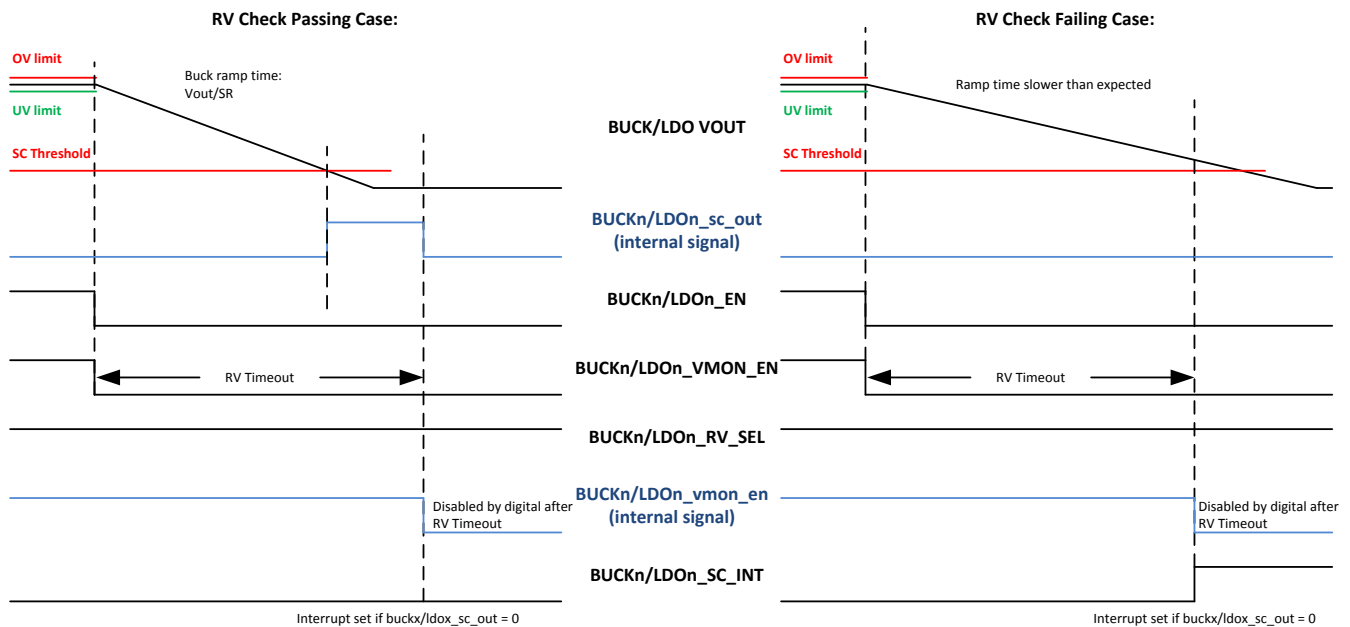 RV Check Passing Case:
RV Check Failing Case:
OV limit
Buck ramp time:
Vout/SR
UV limit
SC Threshold
OV limit
Ramp time slower than expected
UV limit
SC Threshold
BUCK/LDO VOUT
BUCKn/LDOn_sc_out
(internal signal)
BUCKn/LDOn_EN
RV Timeout
BUCKn/LDOn_VMON_EN
RV Timeout
BUCKn/LDOn_RV_SEL
Disabled by digital after
RV Timeout
BUCKn/LDOn_vmon_en
(internal signal)
Disabled by digital after
RV Timeout
BUCKn/LDOn_SC_INT
Interrupt set if buckx/ldox_sc_out = 0
Interrupt set if buckx/ldox_sc_out = 0